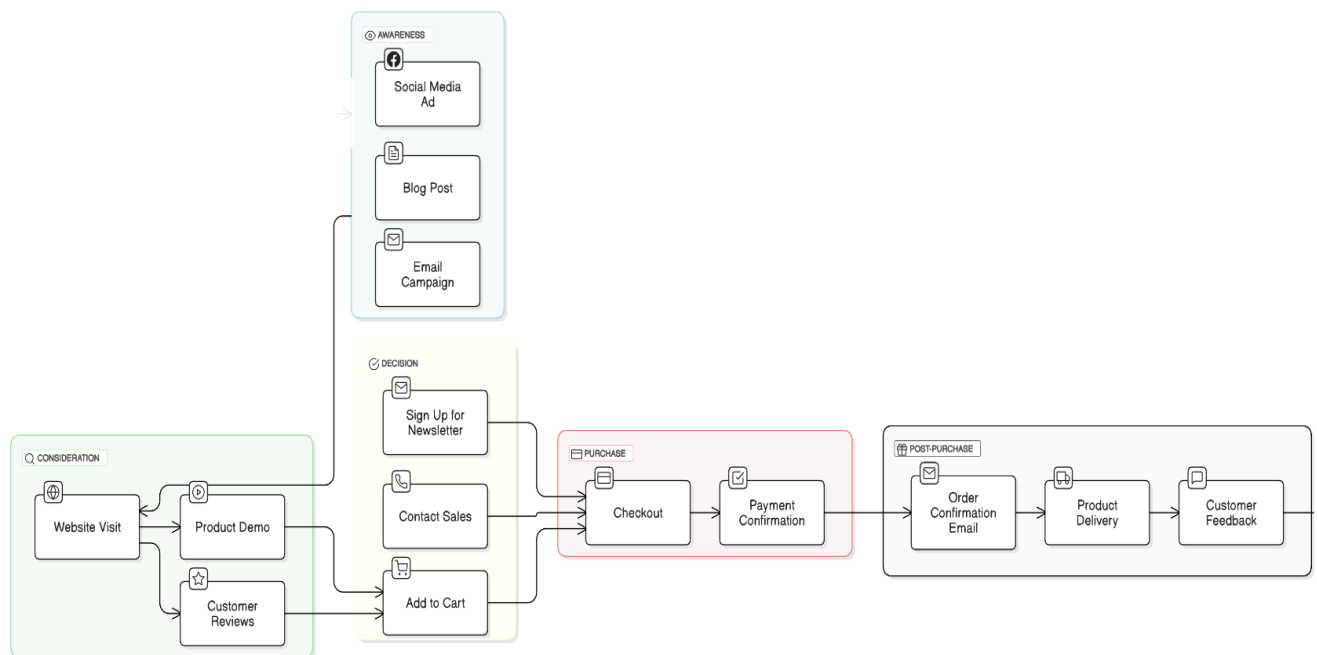 AWARENESS
Social Media
Ad
Blog Post
Email
Campaign
DECISION
Sign Up for
Newsletter
Contact Sales
Add to Cart
CONSIDERATION
Website Visit
Product Demo
Customer
Reviews
PURCHASE
Checkout
Payment
Confirmation
POST-PURCHASE
Order
Confirmation
Email
Product
Delivery
Customer
Feedback